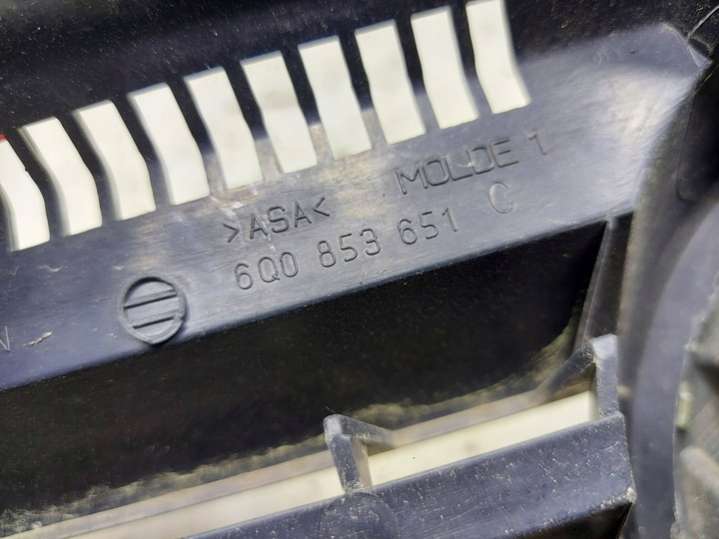 >ASA< MOLDE 1
6Q0 853 651 C